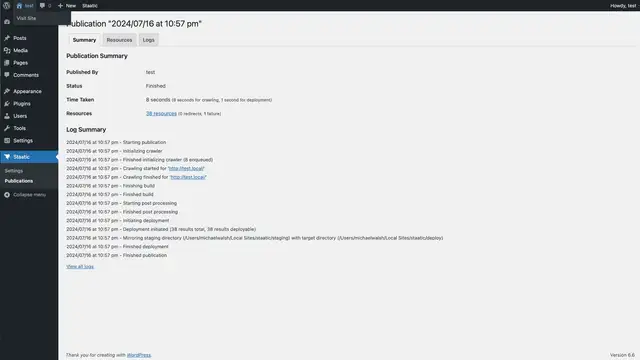 test 0 New Staatic
Howdy, test
Visit Site
Posts
Media
Pages
Comments
Appearance
Plugins
Users
Tools
Settings
Staatic
Settings
Publications
Collapse menu
Publication "2024/07/16 at 10:57 pm"
Summary Resources Logs
Publication Summary
Published By test
Status Finished
Time Taken 8 seconds (6 seconds for crawling, 1 second for deployment)
Resources 38 resources (0 redirects, 1 failure)
Log Summary
2024/07/16 at 10:57 pm - Starting publication
2024/07/16 at 10:57 pm - Initializing crawler
2024/07/16 at 10:57 pm - Finished initializing crawler (6 enqueued)
2024/07/16 at 10:57 pm - Crawling started for 'http://test.local/'
2024/07/16 at 10:57 pm - Crawling finished for 'http://test.local/'
2024/07/16 at 10:57 pm - Finishing build
2024/07/16 at 10:57 pm - Finished build
2024/07/16 at 10:57 pm - Starting post-processing
2024/07/16 at 10:57 pm - Finished post processing
2024/07/16 at 10:57 pm - Initiating deployment
2024/07/16 at 10:57 pm - Deployment initiated (38 results total, 38 results deployable)
2024/07/16 at 10:57 pm - Mirroring staging directory (/Users/michaelwalsh/Local Sites/staatic/staging) with target directory (/Users/michaelwalsh/Local Sites/staatic/deploy)
2024/07/16 at 10:57 pm - Finished deployment
2024/07/16 at 10:57 pm - Finished publication
View all logs
Thank you for creating with WordPress.
Version 6.6